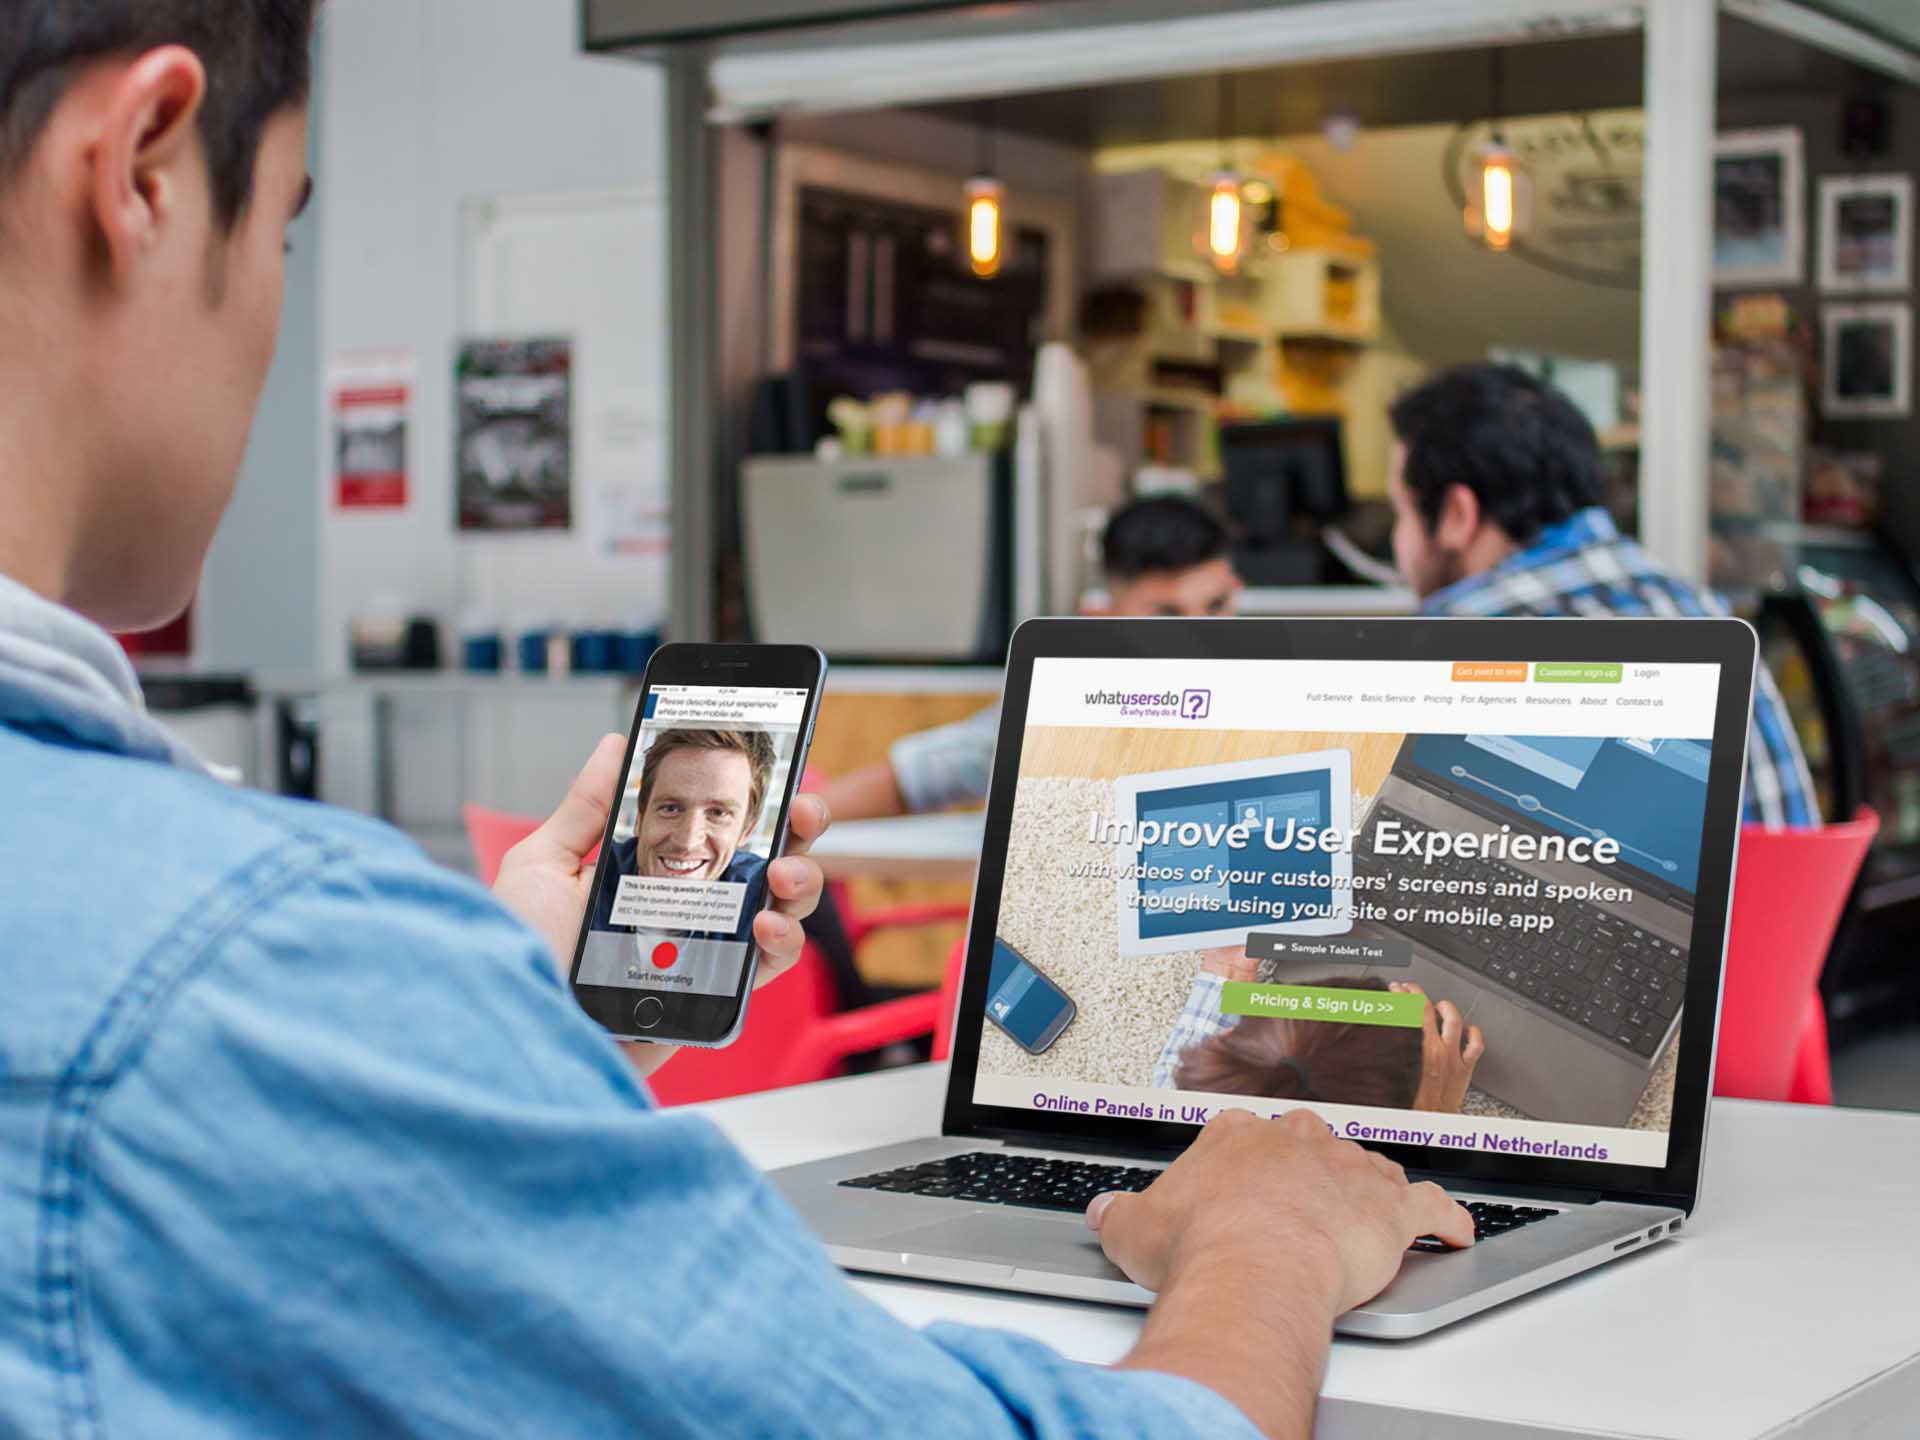 Please describe your experience
while on the mobile site.
This is a video question. Please
read the question above and press
REC to start recording your answer.
Start recording
Get paid to test
Customer sign-up
Login
whatusersdo ?
& why they do it
Full Service Basic Service Pricing For Agencies Resources About Contact us
Improve User Experience
with videos of your customers' screens and spoken
thoughts using your site or mobile app
Sample Tablet Test
Pricing & Sign Up >>
Online Panels in UK, Germany and Netherlands